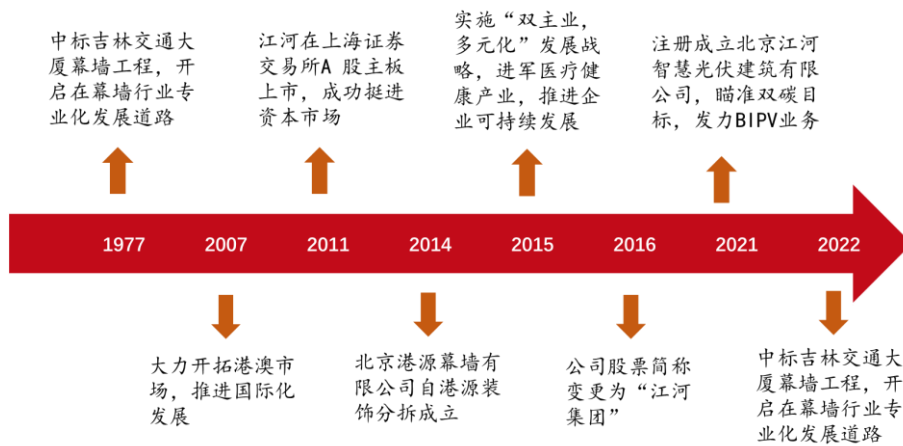 中标吉林交通大
厦幕墙工程，开
启在幕墙行业专
业化发展道路
江河在上海证券
交易所A 股主板
上市，成功挺进
资本市场
实施“双主业，
多元化”发展战
略，进军医疗健
康产业，推进企
业可持续发展
注册成立北京江河
智慧光伏建筑有限
公司，瞄准双碳目
标，发力BIPV业务
1977 2007 2011 2014 2015 2016 2021 2022
大力开拓港澳市
场，推进国际化
发展
北京港源幕墙有
限公司自港源装
饰分拆成立
公司股票简称
变更为“江河
集团”
中标吉林交通大
厦幕墙工程，开
启在幕墙行业专
业化发展道路